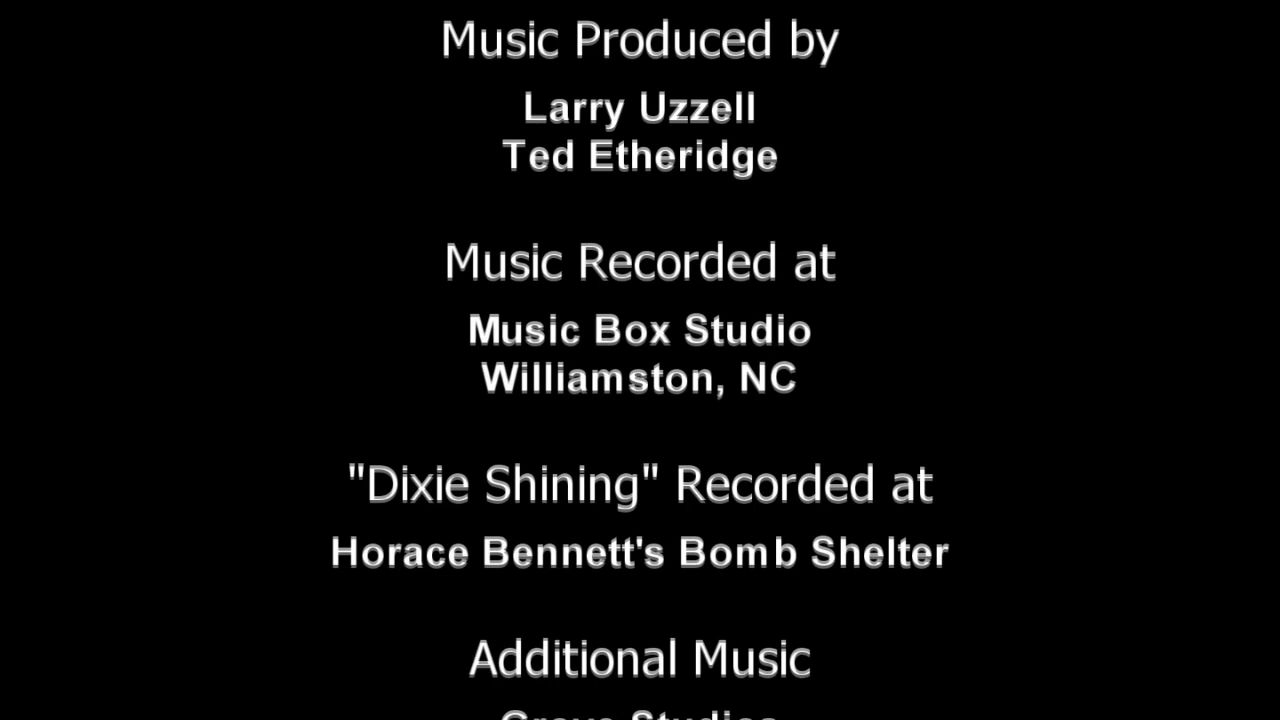 Music Produced by
Larry Uzzell
Ted Etheridge
Music Recorded at
Music Box Studio
Williamston, NC
"Dixie Shining" Recorded at
Horace Bennett's Bomb Shelter
Additional Music
Studios